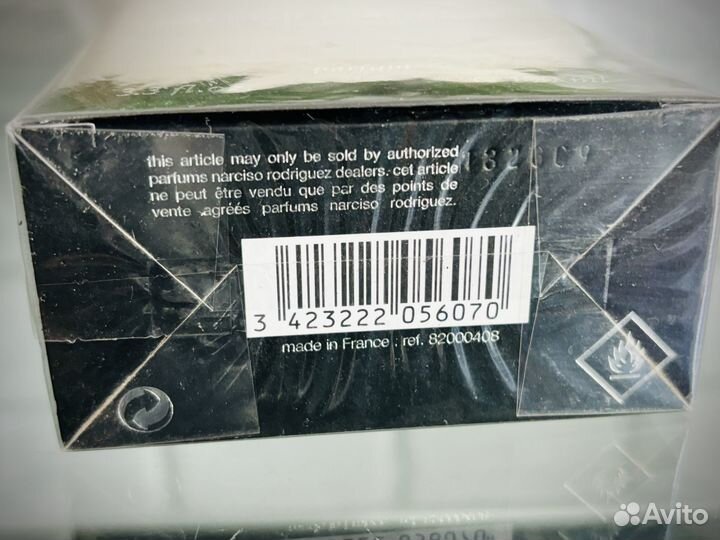 this article may only be sold by authorized
parfums narciso rodriguez dealers. cet article
ne peut être vendu que par des points de
vente agréés parfums narciso rodriguez.
3 423222 056070
made in France . ref. 82000408
Avito